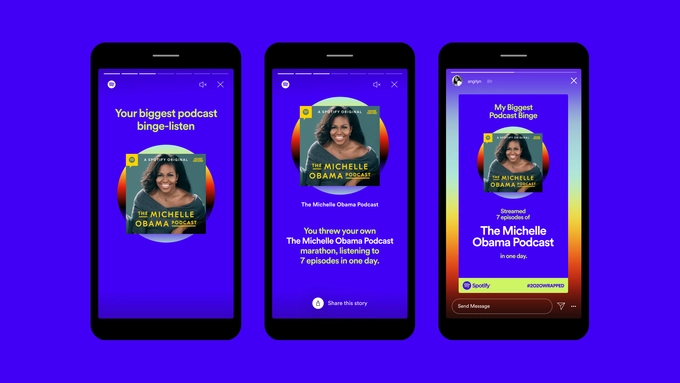 Your biggest podcast
binge-listen
A SPOTIFY ORIGINAL
THE MICHELLE
OBAMA PODCAST
A SPOTIFY ORIGINAL
THE MICHELLE
OBAMA PODCAST
The Michelle Obama Podcast
You threw your own
The Michelle Obama Podcast
marathon, listening to
7 episodes in one day.
Share this story
angryn
My Biggest
Podcast Binge
A SPOTIFY ORIGINAL
THE MICHELLE
OBAMA PODCAST
Streamed
7 episodes of
The Michelle
Obama Podcast
in one day.
Spotify
#2020WRAPPED
Send Message